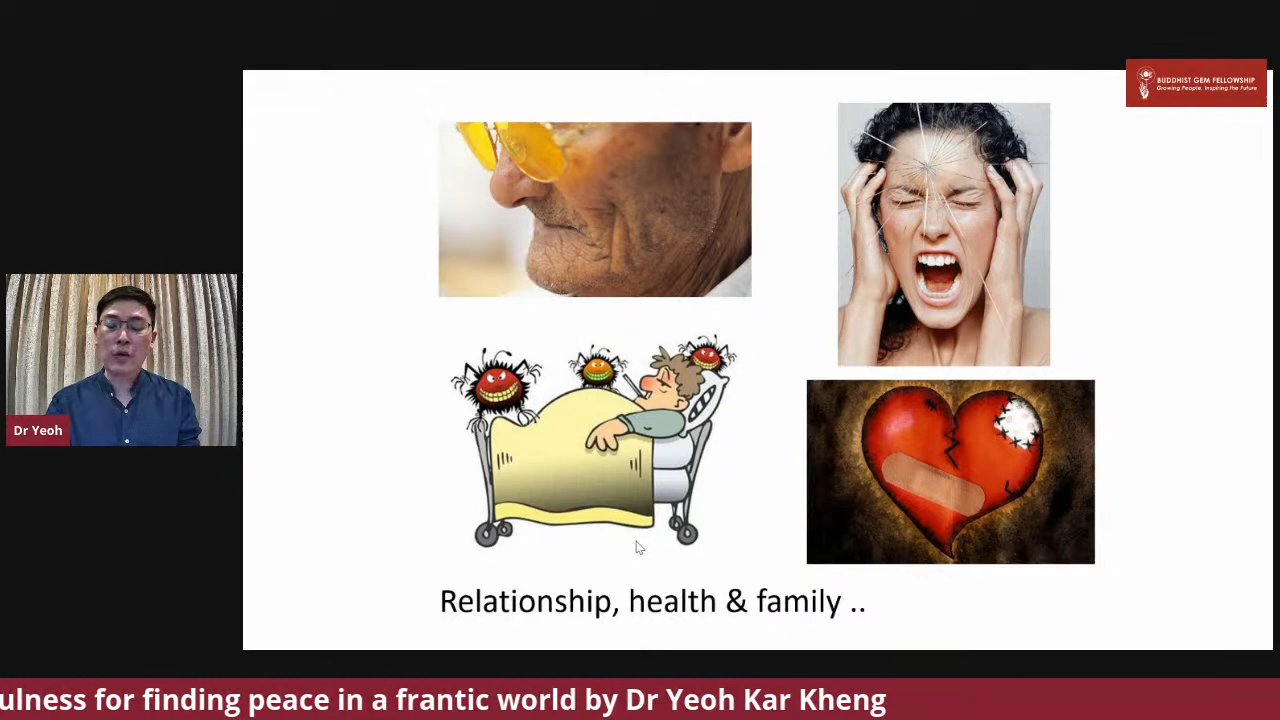 BUDDHIST GEM FELLOWSHIP
Growing People, Inspiring the Future
Dr Yeoh
Relationship, health & family ..
ulness for finding peace in a frantic world by Dr Yeoh Kar Kheng